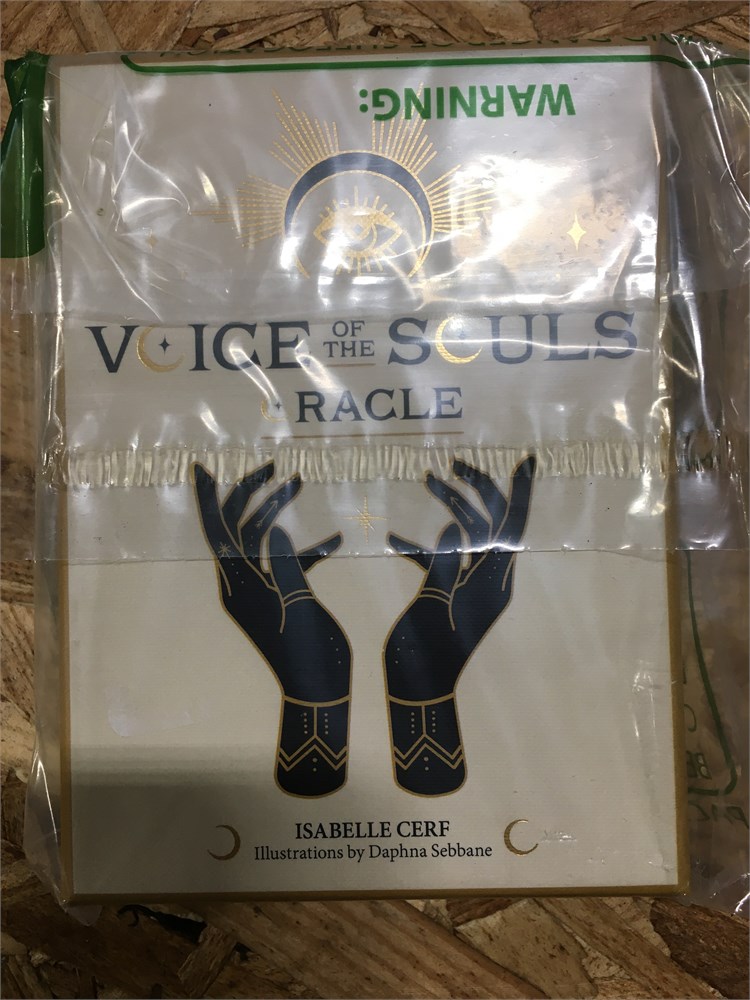 WARNING:
VOICE OF THE SOULS
ORACLE
ISABELLE CERF
Illustrations by Daphna Sebbane